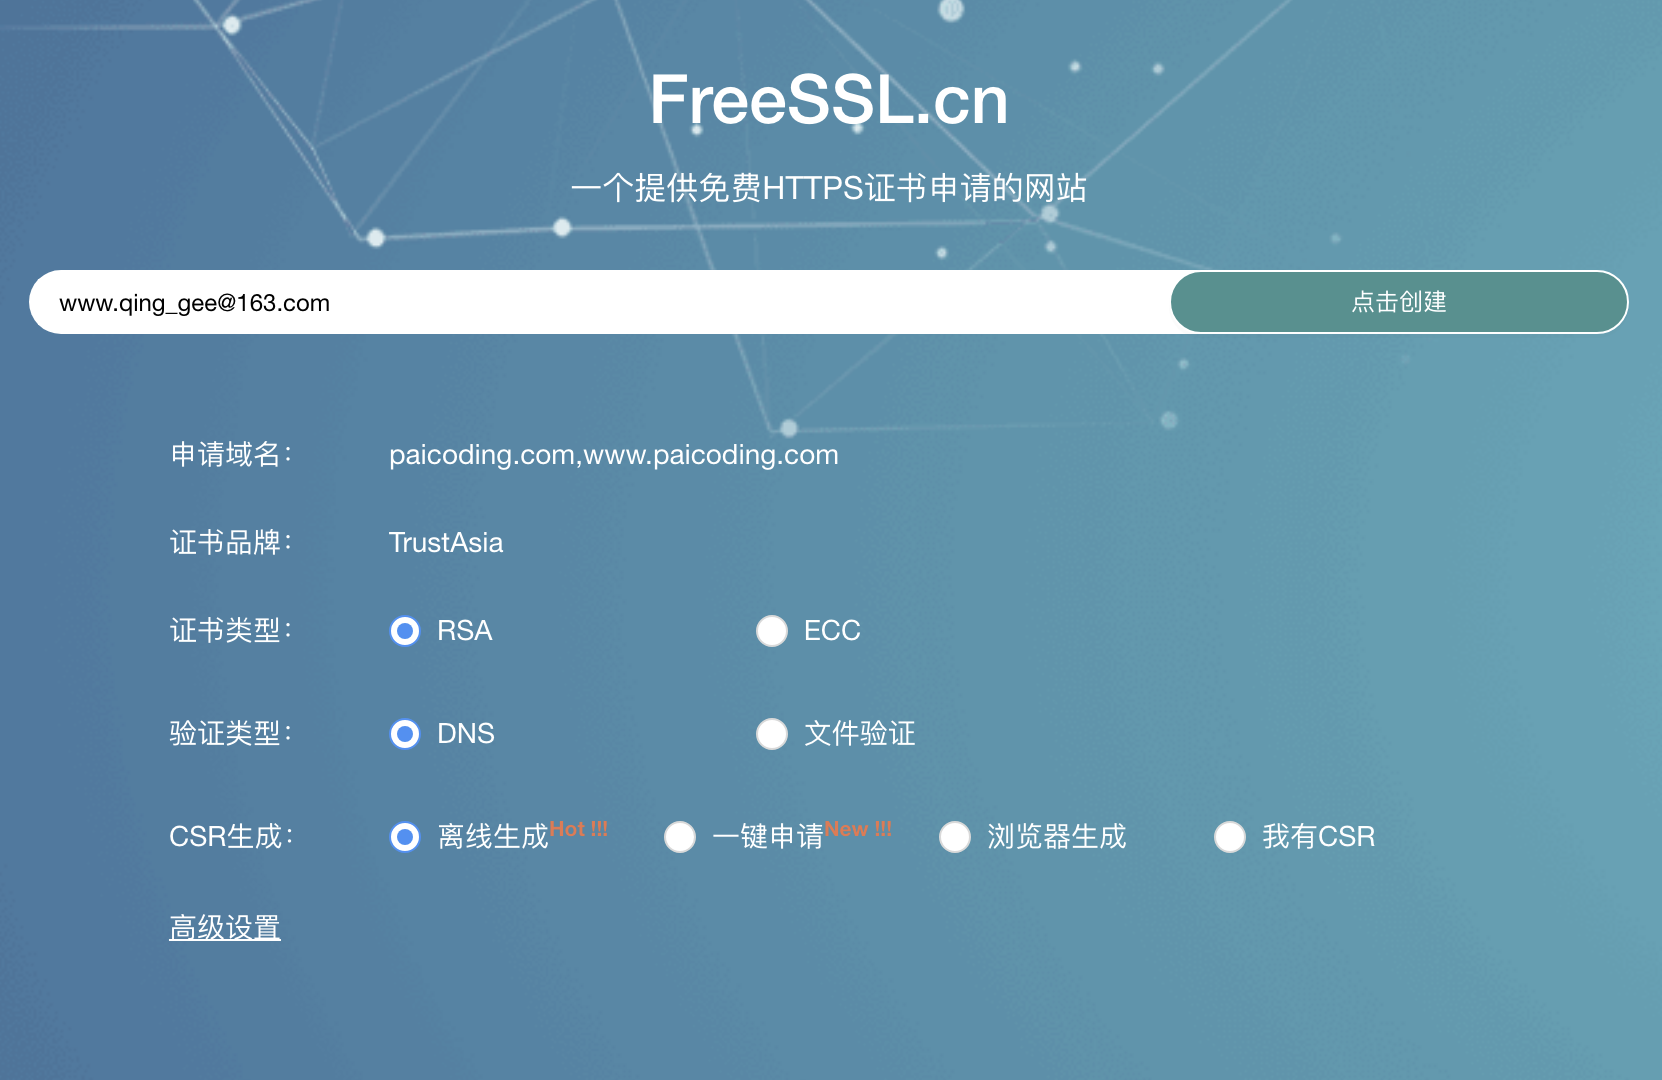 FreeSSL.cn
一个提供免费HTTPS证书申请的网站
www.qing_gee@163.com 点击创建
申请域名： paicoding.com,www.paicoding.com
证书品牌： TrustAsia
证书类型： RSA ECC
验证类型： DNS 文件验证
CSR生成： 离线生成Hot !!! 一键申请New !!! 浏览器生成 我有CSR
高级设置